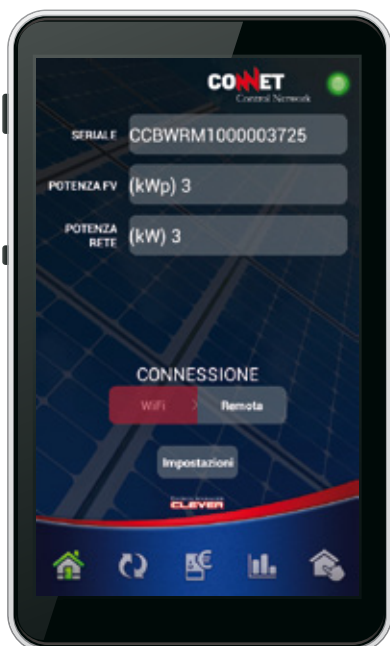 CONNET
Control Network
SERIALE CCBWRM1000003725
POTENZA FV (kWp) 3
POTENZA
RETE (kW) 3
CONNESSIONE
WiFi Remota
Impostazioni
CLEVER